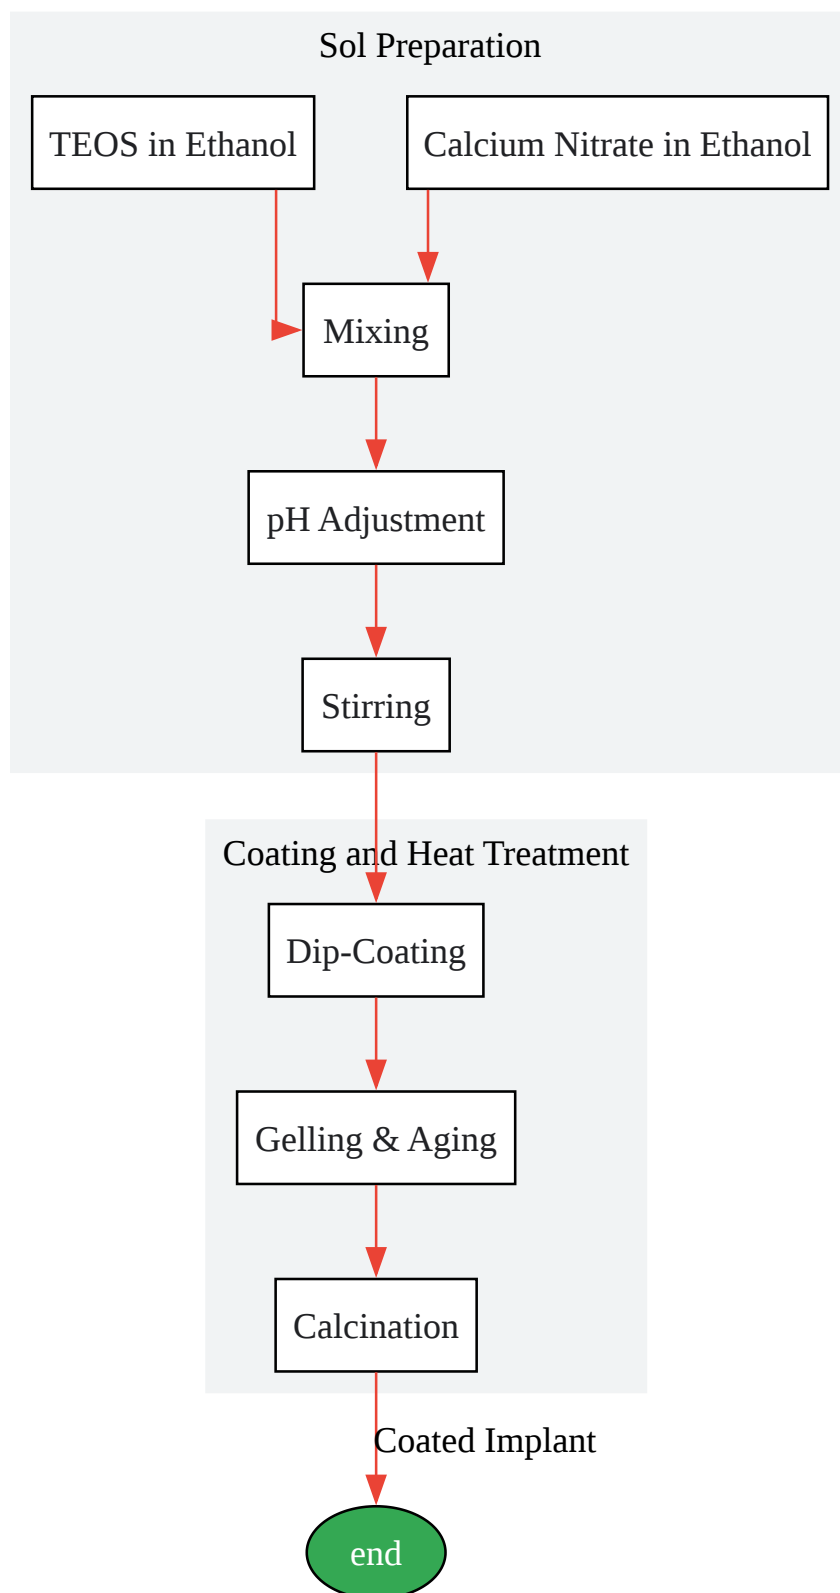 Sol Preparation
TEOS in Ethanol
Calcium Nitrate in Ethanol
Mixing
pH Adjustment
Stirring
Coating and Heat Treatment
Dip-Coating
Gelling & Aging
Calcination
Coated Implant
end